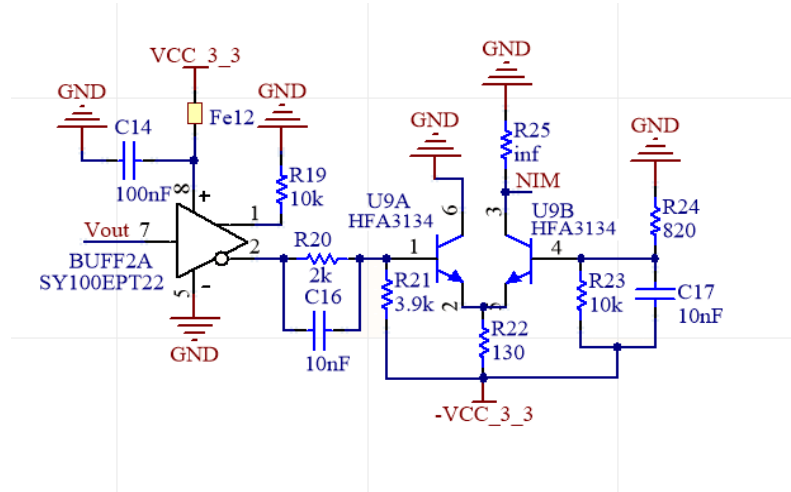 GND
VCC_3_3
GND
GND
GND
GND
Fe12
C14
100nF
8
+
R19
10k
1
Vout 7
2
BUFF2A
SY100EPT22
5
-
GND
R20
2k
C16
10nF
U9A
HFA3134
6
1
R21
3.9k
2
R25
inf
NIM
3
U9B
HFA3134
4
5
R22
130
R23
10k
R24
820
C17
10nF
-VCC_3_3